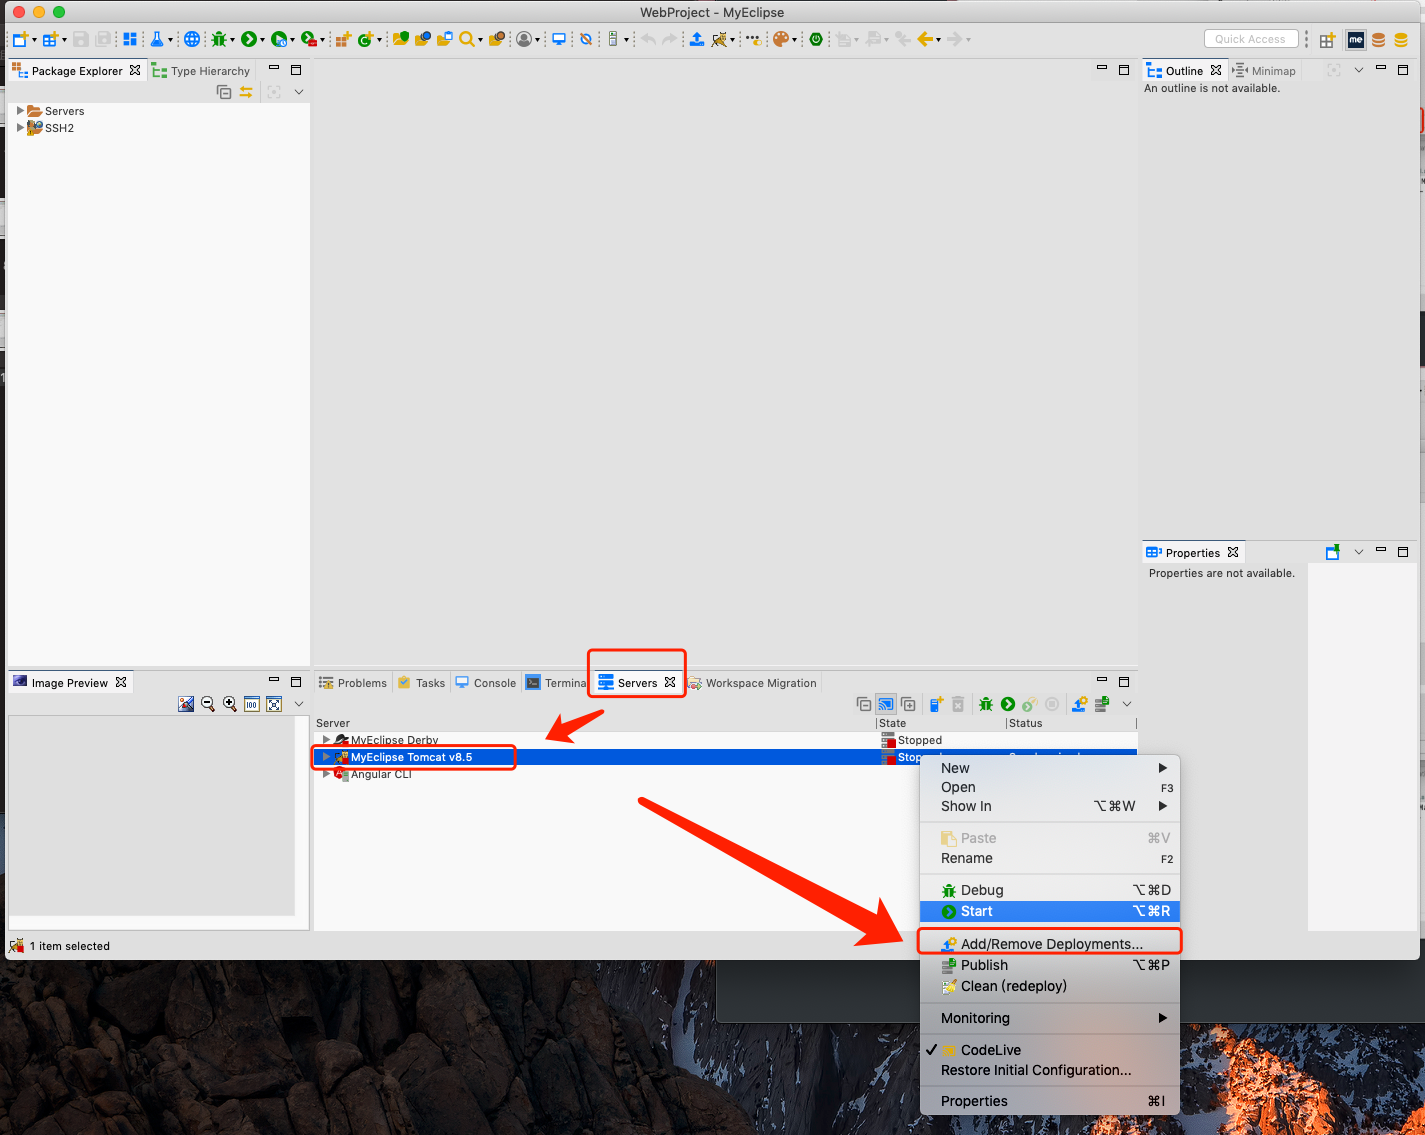 WebProject - MyEclipse
Quick Access
me
Package Explorer
Type Hierarchy
Servers
SSH2
Outline
Minimap
An outline is not available.
Properties
Properties are not available.
Image Preview
100
Problems
Tasks
Console
Termina
Servers
Workspace Migration
Server
State
Status
MyEclipse Derby
Stopped
MyEclipse Tomcat v8.5
Stop
Angular CLI
New
Open F3
Show In ⌥⌘W
Paste ⌘V
Rename F2
Debug ⌥⌘D
Start ⌥⌘R
Add/Remove Deployments...
Publish ⌥⌘P
Clean (redeploy)
Monitoring
CodeLive
Restore Initial Configuration...
Properties ⌘I
1 item selected